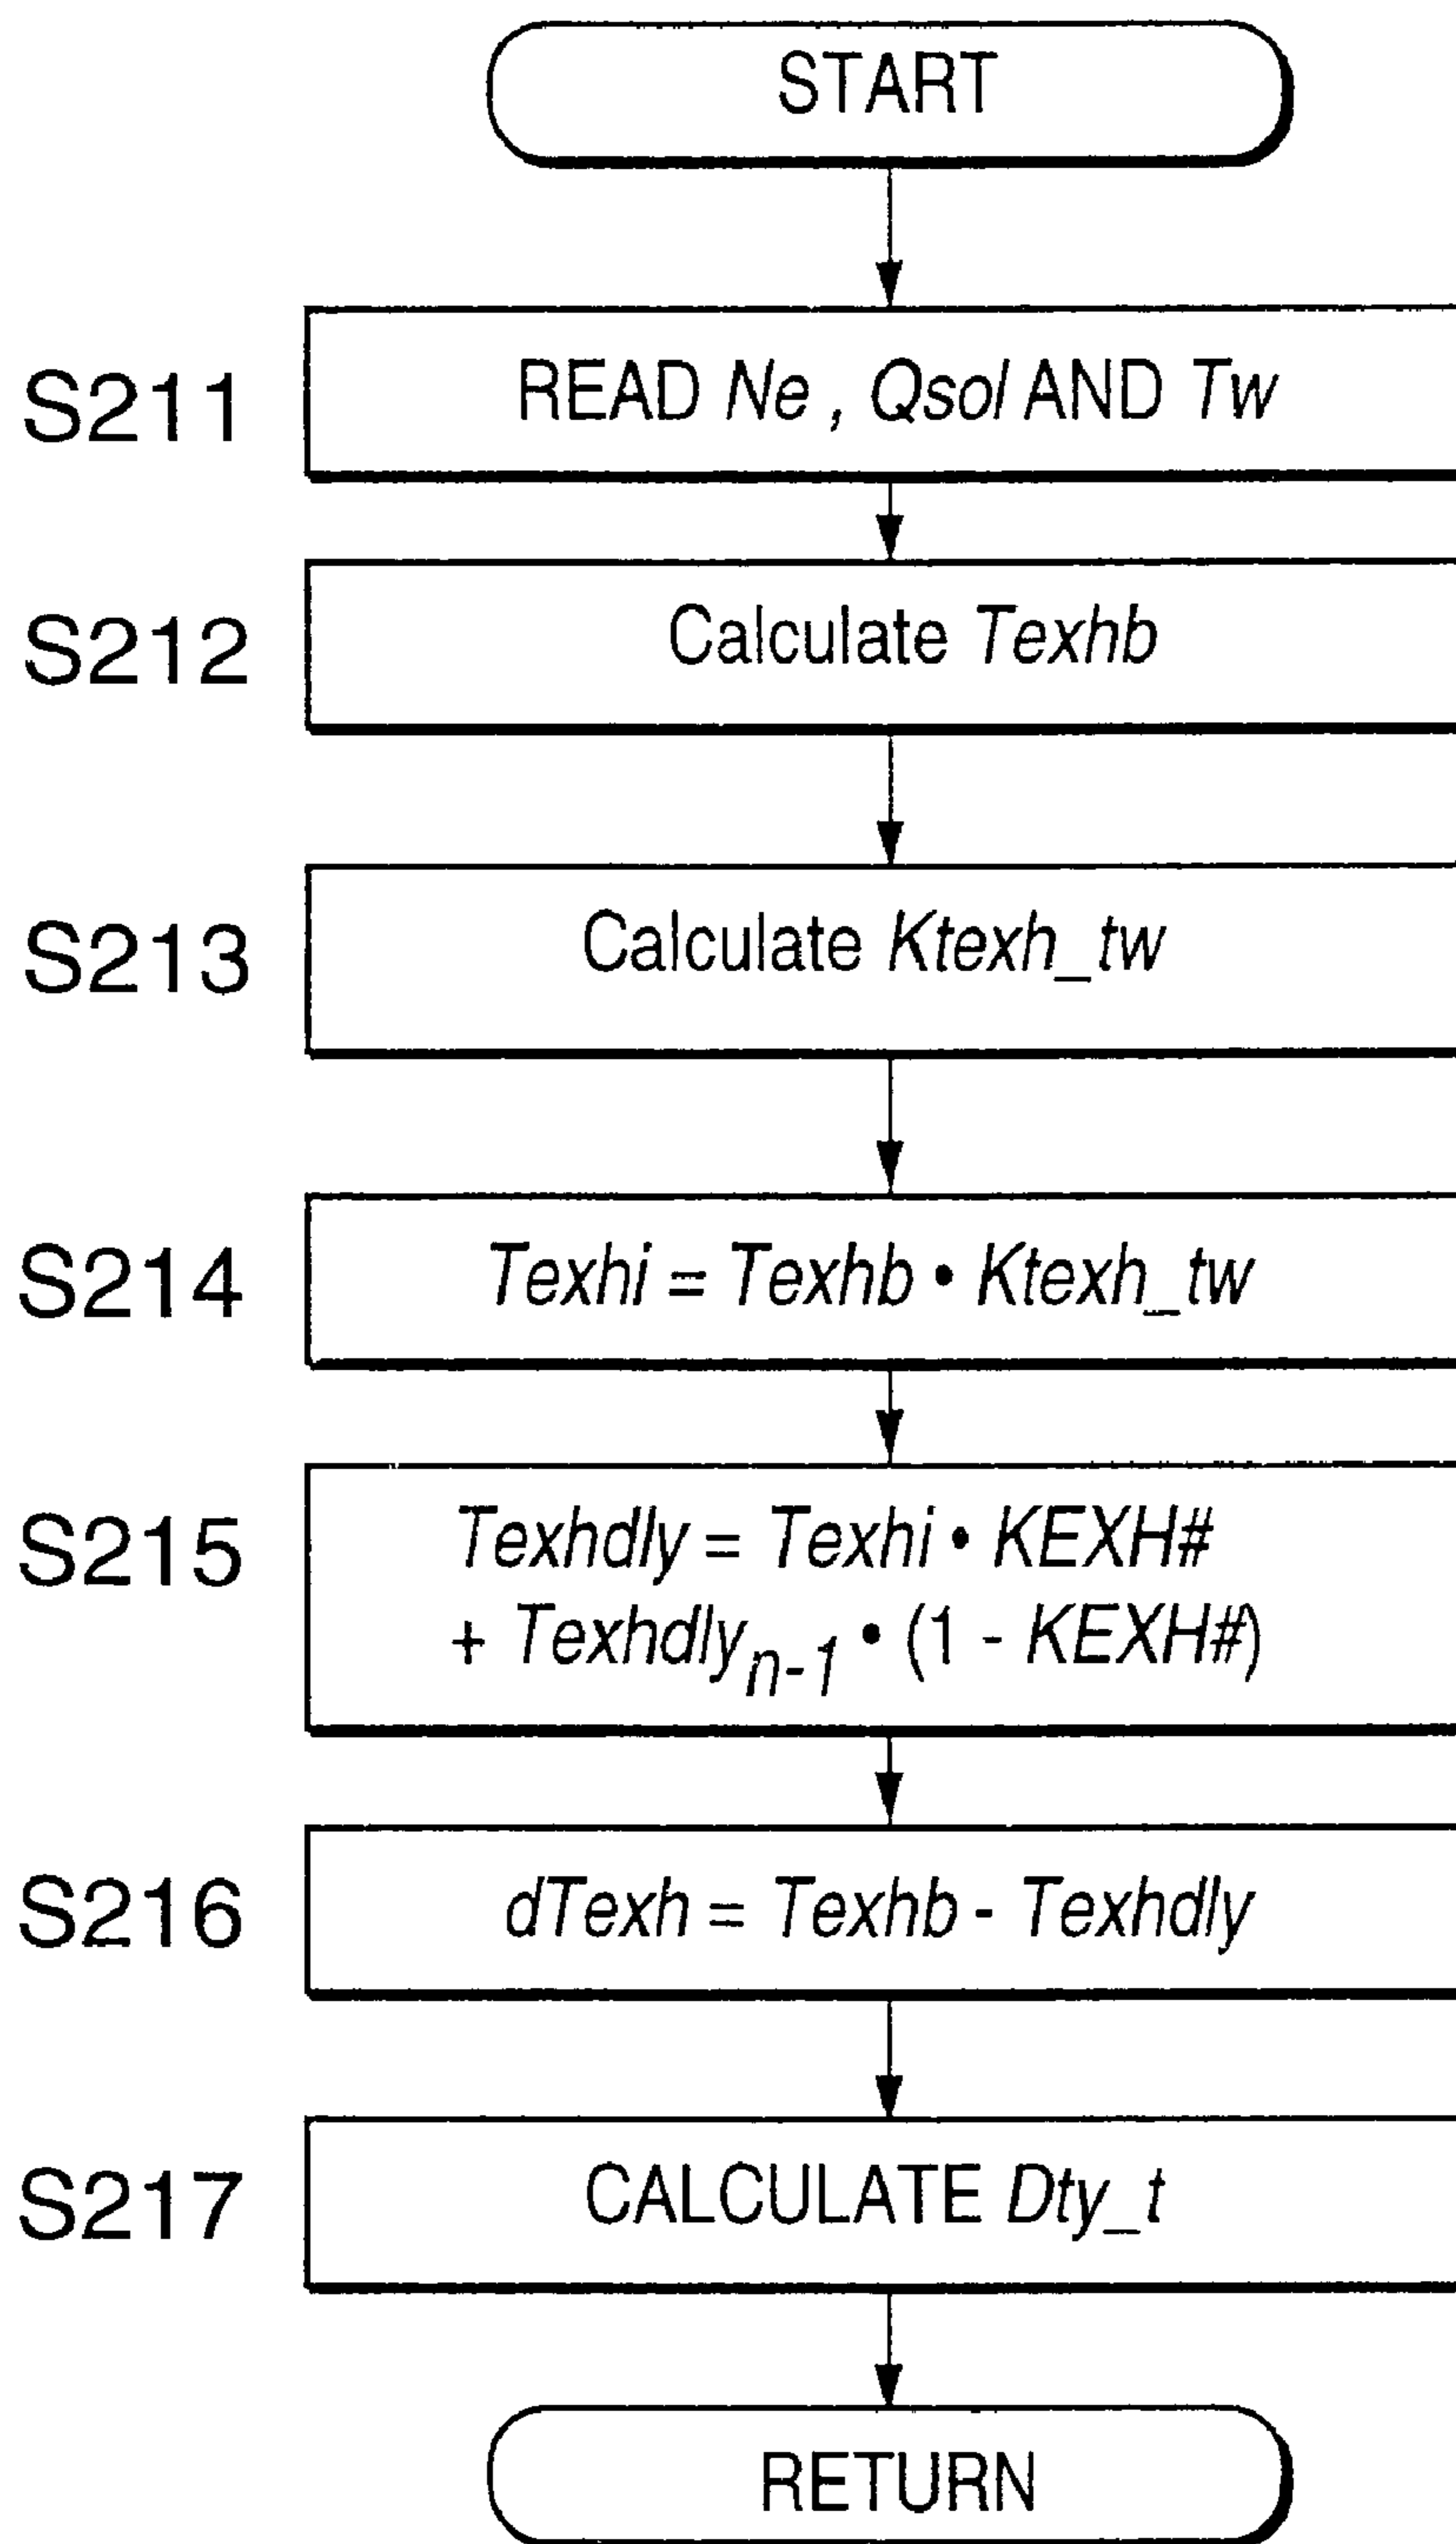 START
S211 READ Ne , Qsol AND Tw
S212 Calculate Texhb
S213 Calculate Ktexh_tw
S214 Texhi = Texhb • Ktexh_tw
S215 Texhdly = Texhi • KEXH#
+ Texhdlyn-1 • (1 - KEXH#)
S216 dTexh = Texhb - Texhdly
S217 CALCULATE Dty_t
RETURN